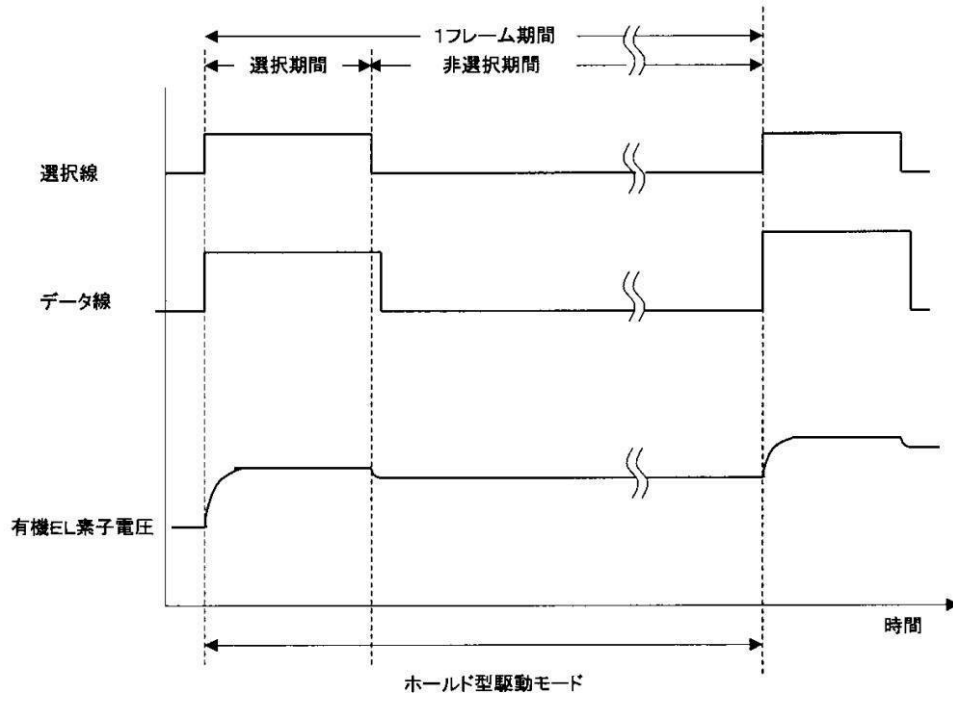 1フレーム期間
選択期間
非選択期間
選択線
データ線
有機EL素子電圧
時間
ホールド型駆動モード